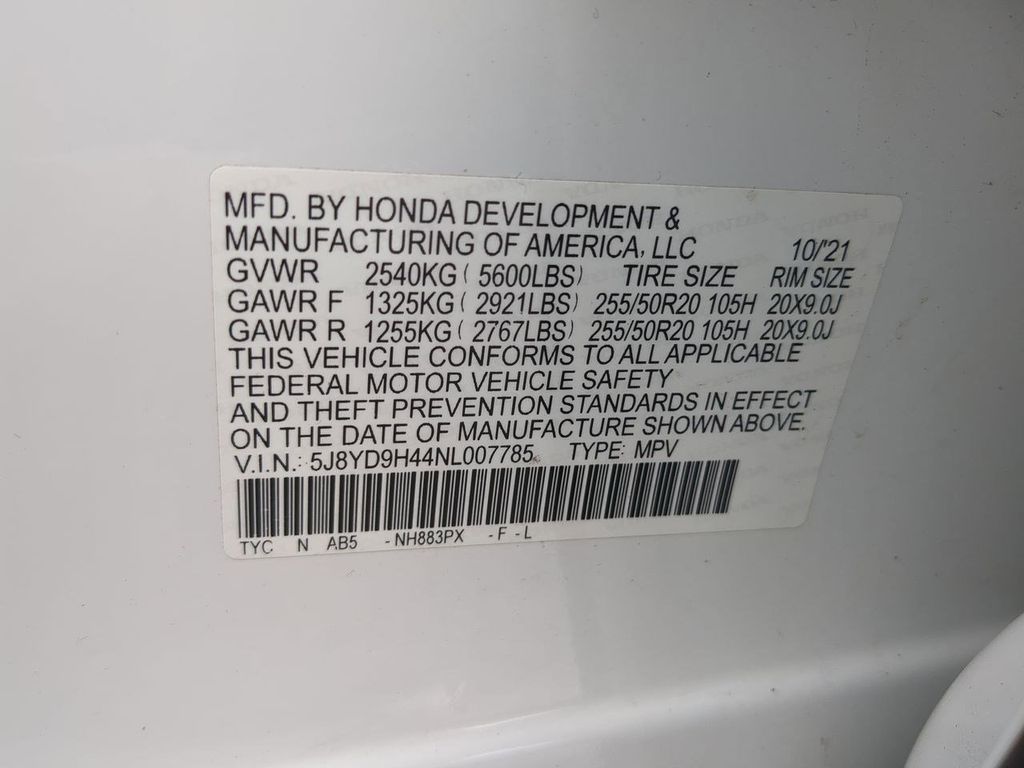 MFD. BY HONDA DEVELOPMENT &
MANUFACTURING OF AMERICA, LLC 10/'21
GVWR 2540KG ( 5600LBS) TIRE SIZE RIM SIZE
GAWR F 1325KG ( 2921LBS) 255/50R20 105H 20X9.0J
GAWR R 1255KG ( 2767LBS) 255/50R20 105H 20X9.0J
THIS VEHICLE CONFORMS TO ALL APPLICABLE
FEDERAL MOTOR VEHICLE SAFETY
AND THEFT PREVENTION STANDARDS IN EFFECT
ON THE DATE OF MANUFACTURE SHOWN ABOVE.
V.I.N.: 5J8YD9H44NL007785 TYPE: MPV
TYC N AB5 -NH883PX -F-L